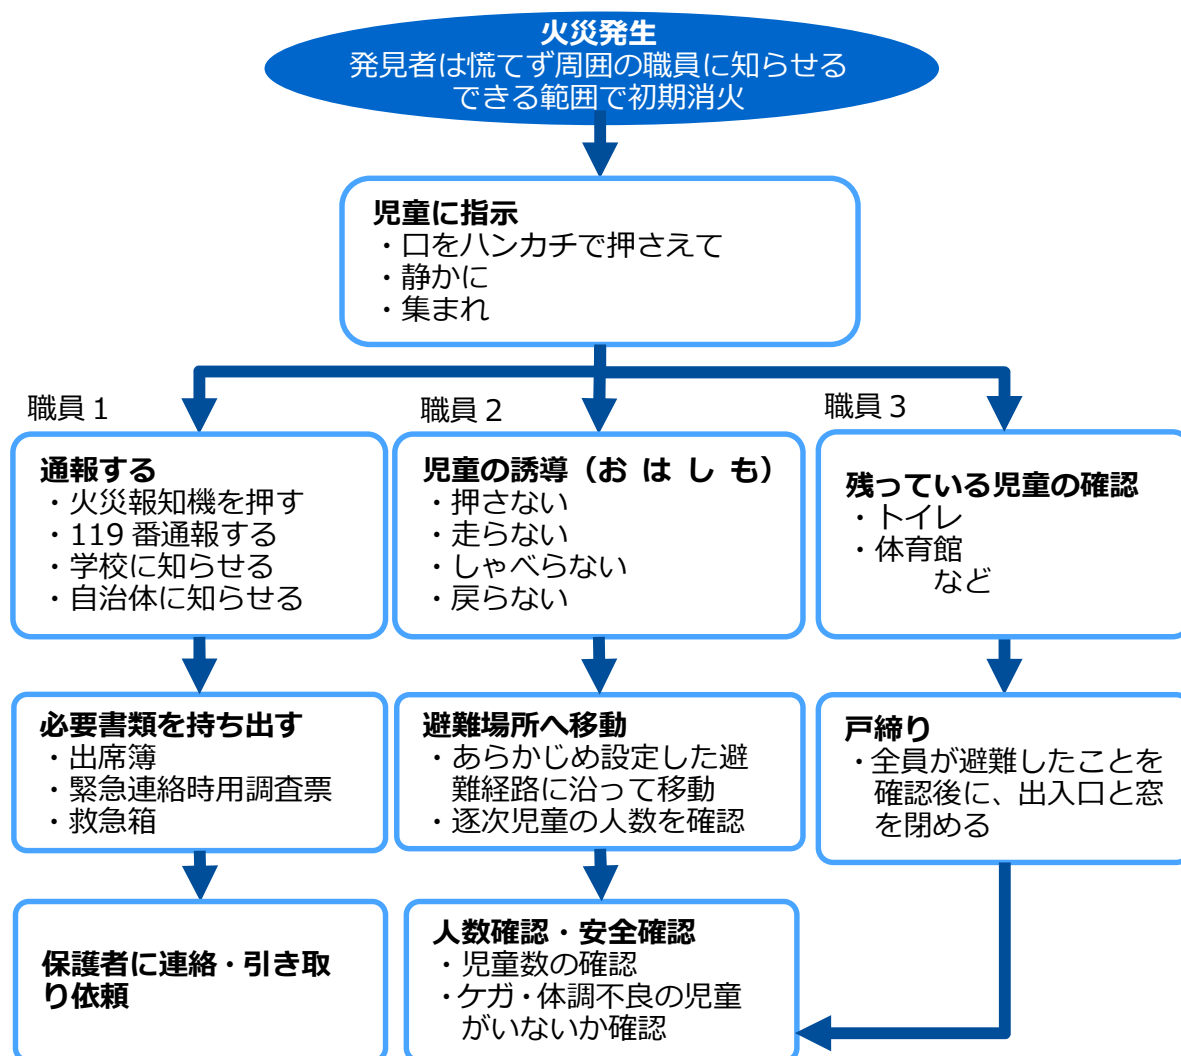 火災発生
発見者は慌てず周囲の職員に知らせる
できる範囲で初期消火
児童に指示
・口をハンカチで押さえて
・静かに
・集まれ
職員1
通報する
・火災報知機を押す
・119番通報する
・学校に知らせる
・自治体に知らせる
必要書類を持ち出す
・出席簿
・緊急連絡時用調査票
・救急箱
保護者に連絡・引き取
り依頼
職員2
児童の誘導（お は し も）
・押さない
・走らない
・しゃべらない
・戻らない
避難場所へ移動
・あらかじめ設定した避
難経路に沿って移動
・逐次児童の人数を確認
人数確認・安全確認
・児童数の確認
・ケガ・体調不良の児童
がいないか確認
職員3
残っている児童の確認
・トイレ
・体育館
など
戸締り
・全員が避難したことを
確認後に、出入口と窓
を閉める